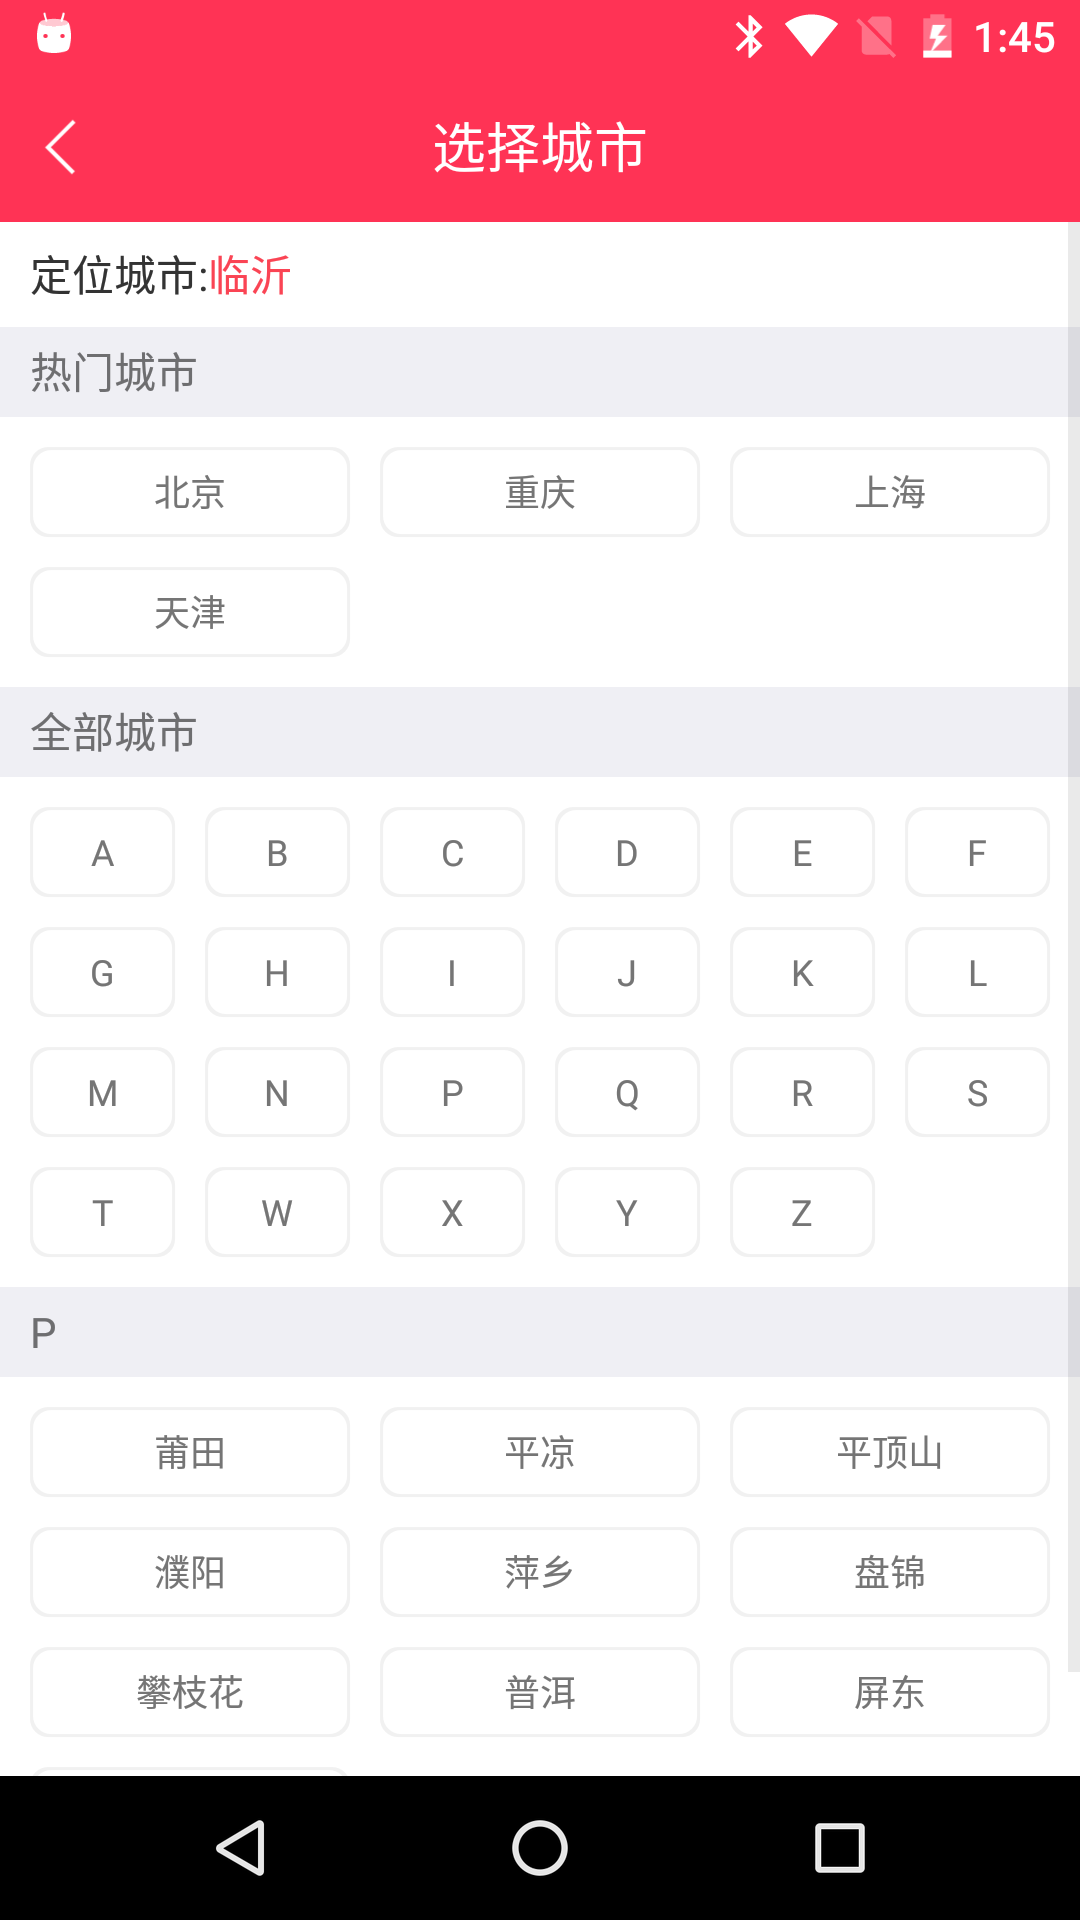 1:45
选择城市
定位城市:临沂
热门城市
北京 重庆 上海
天津
全部城市
A B C D E F
G H I J K L
M N P Q R S
T W X Y Z
P
莆田 平凉 平顶山
濮阳 萍乡 盘锦
攀枝花 普洱 屏东